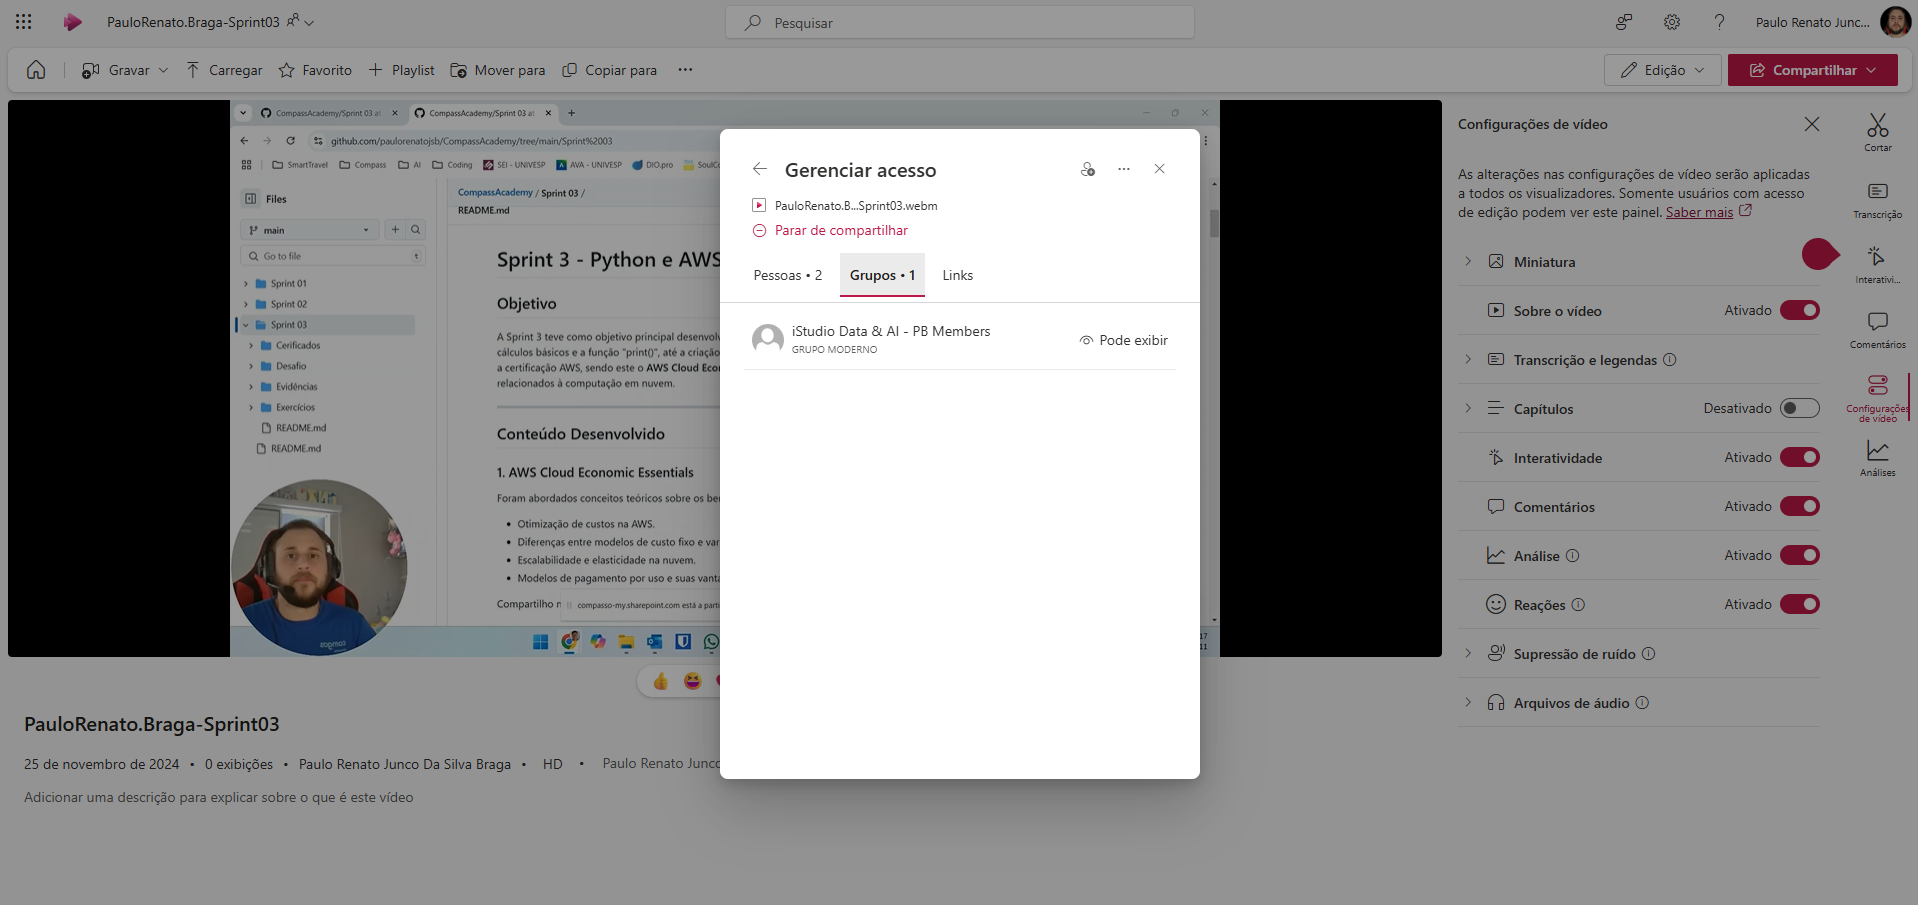 PauloRenato.Braga-Sprint03
Pesquisar
Paulo Renato Junc...
Gravar
Carregar
Favorito
Playlist
Mover para
Copiar para
Edição
Compartilhar
CompassAcademy/Sprint 03 at
CompassAcademy/Sprint 03 at
github.com/paulorenatojsb/CompassAcademy/tree/main/Sprint%2003
SmartTravel
Compass
AI
Coding
SEI - UNIVESP
AVA - UNIVESP
DIO.pro
SoulCo
Files
main
Go to file
t
Sprint 01
Sprint 02
Sprint 03
Cerificados
Desafio
Evidências
Exercícios
README.md
README.md
CompassAcademy / Sprint 03 /
README.md
Sprint 3 - Python e AWS
Objetivo
A Sprint 3 teve como objetivo principal desenvol
cálculos básicos e a função "print()", até a criação
a certificação AWS, sendo este o AWS Cloud Eco
relacionados à computação em nuvem.
Conteúdo Desenvolvido
1. AWS Cloud Economic Essentials
Foram abordados conceitos teóricos sobre os be
• Otimização de custos na AWS.
• Diferenças entre modelos de custo fixo e var
• Escalabilidade e elasticidade na nuvem.
• Modelos de pagamento por uso e suas vanta
Compartilho
compasso-my.sharepoint.com está a parti
17
11
Gerenciar acesso
PauloRenato.B...Sprint03.webm
Parar de compartilhar
Pessoas • 2
Grupos • 1
Links
iStudio Data & AI - PB Members
GRUPO MODERNO
Pode exibir
Configurações de vídeo
As alterações nas configurações de vídeo serão aplicadas
a todos os visualizadores. Somente usuários com acesso
de edição podem ver este painel. Saber mais
Miniatura
Sobre o vídeo
Ativado
Transcrição e legendas
Capítulos
Desativado
Interatividade
Ativado
Comentários
Ativado
Análise
Ativado
Reações
Ativado
Supressão de ruído
Arquivos de áudio
Cortar
Transcrição
Interativi...
Comentários
Configurações
de vídeo
Análises
PauloRenato.Braga-Sprint03
25 de novembro de 2024 • 0 exibições • Paulo Renato Junco Da Silva Braga • HD • Paulo Renato Junco
Adicionar uma descrição para explicar sobre o que é este vídeo